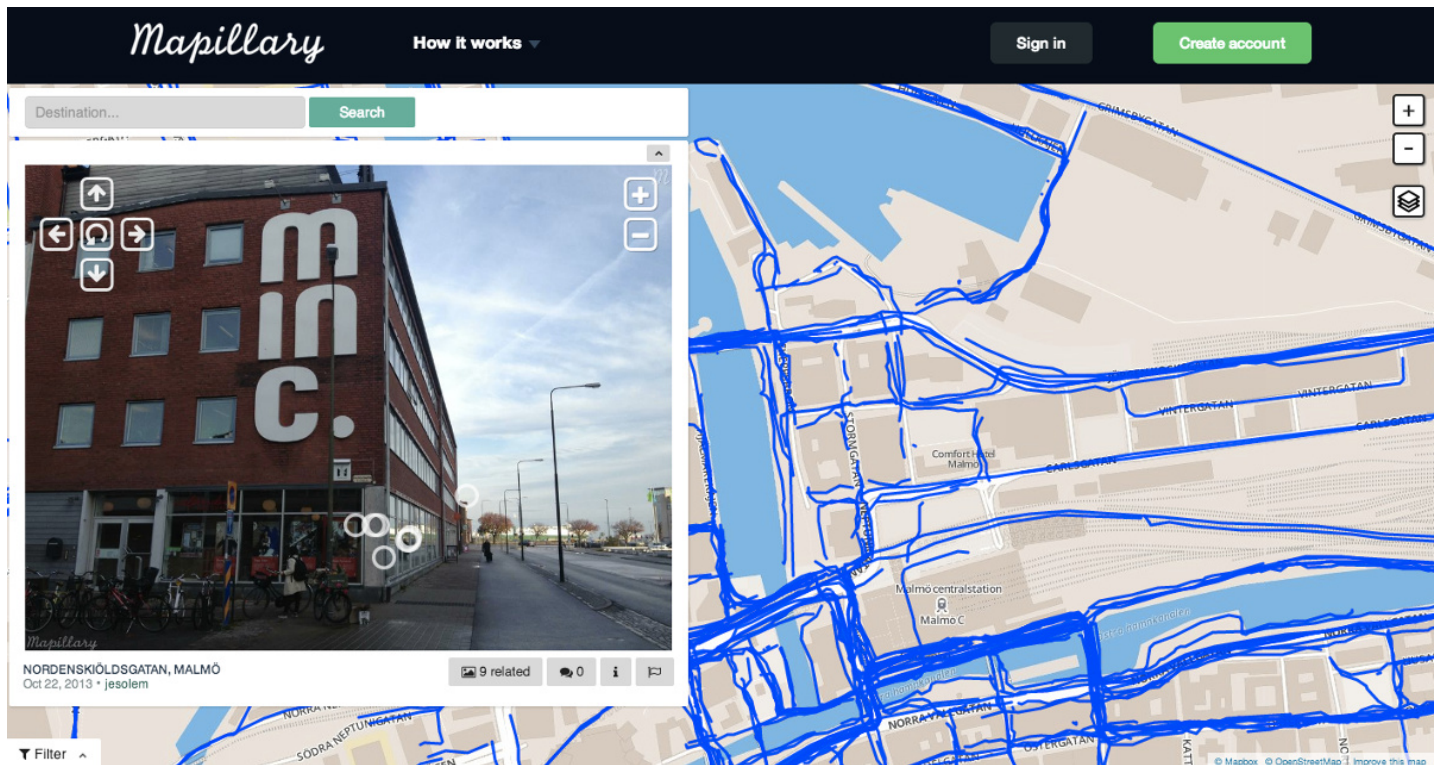 Mapillary
How it works
Sign in
Create account
Destination...
Search
+
-
GRIMSBYGATAN
GRIMSBYGATAN
m
in
c.
Mapillary
NORDENSKIÖLDSGATAN, MALMÖ
Oct 22, 2013 • jesolem
9 related
0
i
VINTERGATAN
VINTERGATAN
CARLSGATAN
CARLSGATAN
STORMGATAN
Comfort Hotel
Malmö
Malmö centralstation
Malmö C
NORRA VALLGATAN
SÖDRA NEPTUNIGATAN
ÖSTERGATAN
Filter
© Mapbox © OpenStreetMap Improve this map